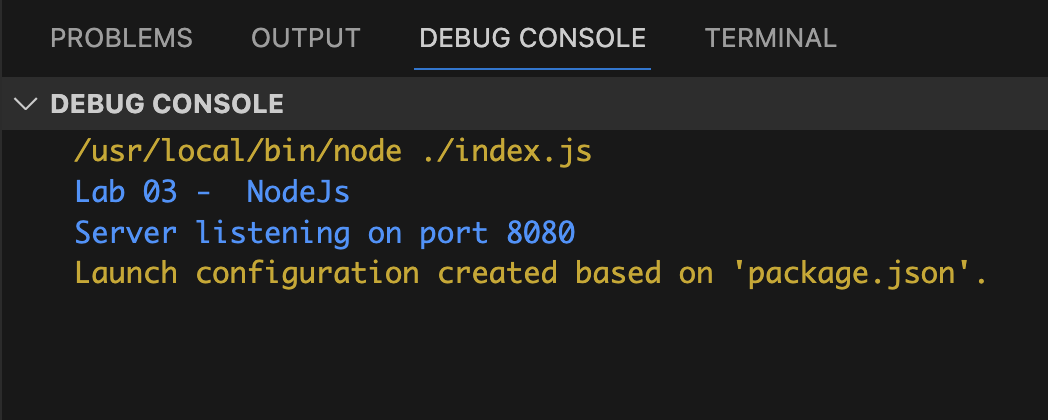 PROBLEMS OUTPUT DEBUG CONSOLE TERMINAL
DEBUG CONSOLE
/usr/local/bin/node ./index.js
Lab 03 -  NodeJs
Server listening on port 8080
Launch configuration created based on 'package.json'.